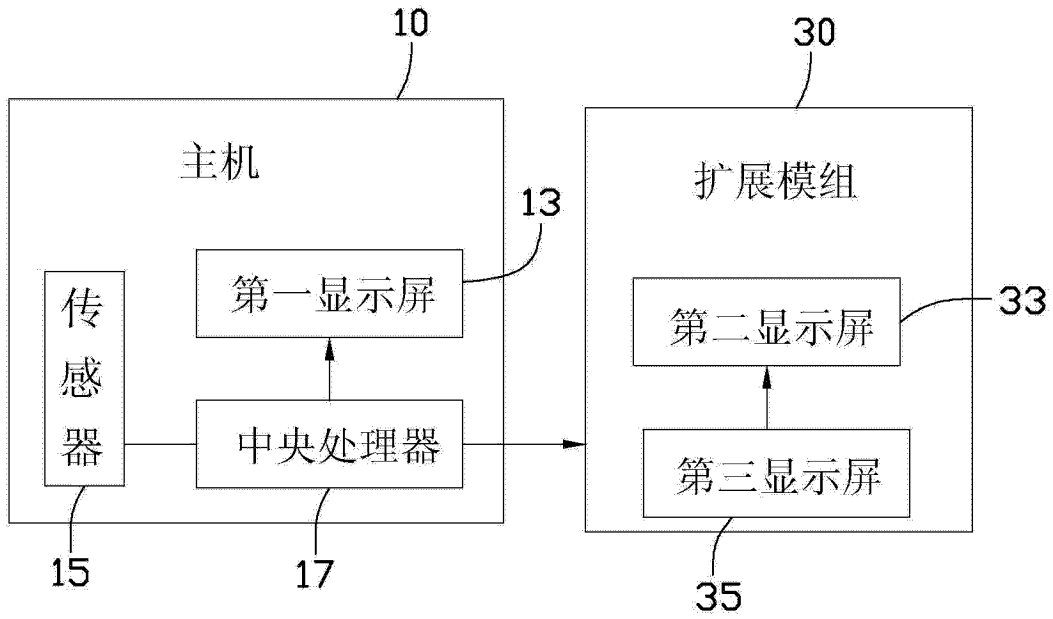 10
主机
13
第一显示屏
传感器
中央处理器
15
17
30
扩展模组
第二显示屏
33
第三显示屏
35